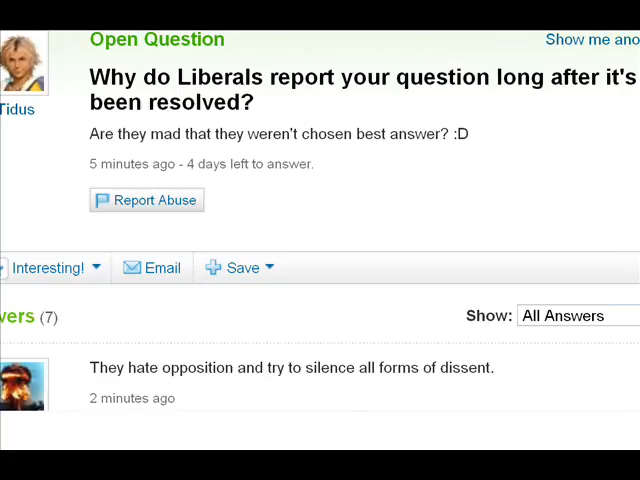 Open Question
Show me ano
Why do Liberals report your question long after it's
been resolved?
Tidus
Are they mad that they weren't chosen best answer? :D
5 minutes ago - 4 days left to answer.
Report Abuse
Interesting!
Email
Save
vers (7)
Show:
All Answers
They hate opposition and try to silence all forms of dissent.
2 minutes ago